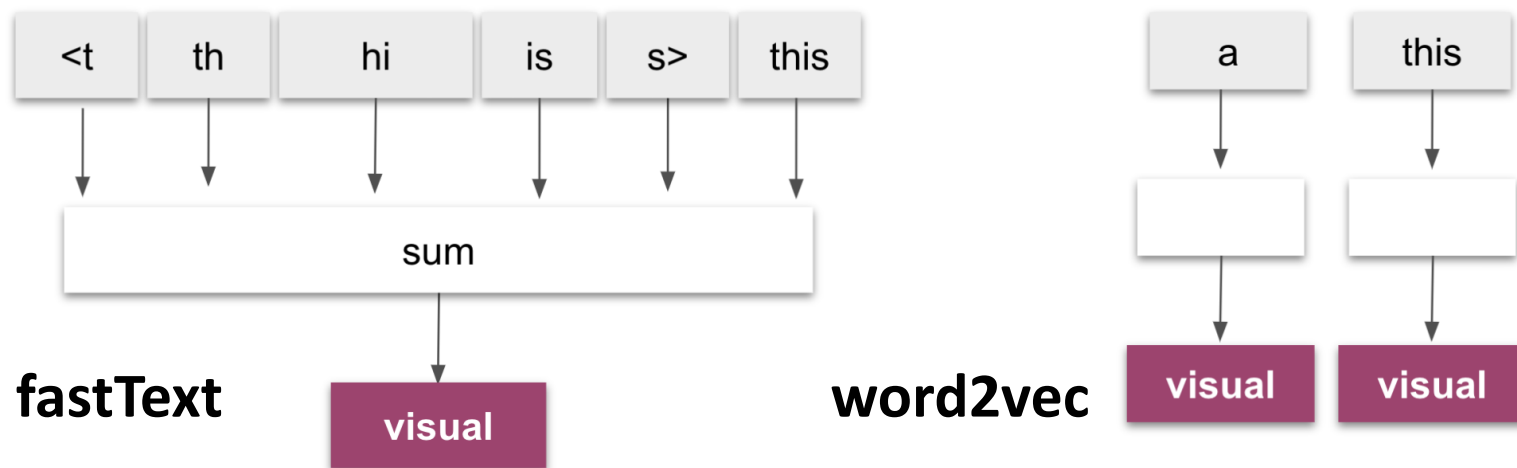 <t th hi is s> this
sum
fastText
visual
a this
word2vec
visual visual